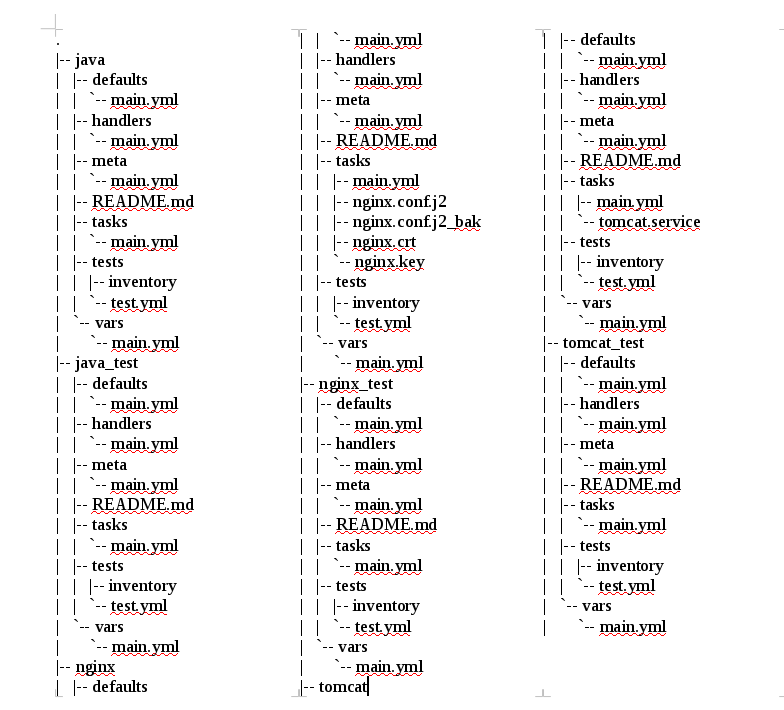 .
|-- java
|   |-- defaults
|   |   `-- main.yml
|   |-- handlers
|   |   `-- main.yml
|   |-- meta
|   |   `-- main.yml
|   |-- README.md
|   |-- tasks
|   |   `-- main.yml
|   |-- tests
|   |   |-- inventory
|   |   `-- test.yml
|   `-- vars
|       `-- main.yml
|-- java_test
|   |-- defaults
|   |   `-- main.yml
|   |-- handlers
|   |   `-- main.yml
|   |-- meta
|   |   `-- main.yml
|   |-- README.md
|   |-- tasks
|   |   `-- main.yml
|   |-- tests
|   |   |-- inventory
|   |   `-- test.yml
|   `-- vars
|       `-- main.yml
|-- nginx
|   |-- defaults
|   |   `-- main.yml
|   |-- handlers
|   |   `-- main.yml
|   |-- meta
|   |   `-- main.yml
|   |-- README.md
|   |-- tasks
|   |   |-- main.yml
|   |   |-- nginx.conf.j2
|   |   |-- nginx.conf.j2_bak
|   |   |-- nginx.crt
|   |   `-- nginx.key
|   |-- tests
|   |   |-- inventory
|   |   `-- test.yml
|   `-- vars
|       `-- main.yml
|-- nginx_test
|   |-- defaults
|   |   `-- main.yml
|   |-- handlers
|   |   `-- main.yml
|   |-- meta
|   |   `-- main.yml
|   |-- README.md
|   |-- tasks
|   |   `-- main.yml
|   |-- tests
|   |   |-- inventory
|   |   `-- test.yml
|   `-- vars
|       `-- main.yml
|-- tomcat
|   |-- defaults
|   |   `-- main.yml
|   |-- handlers
|   |   `-- main.yml
|   |-- meta
|   |   `-- main.yml
|   |-- README.md
|   |-- tasks
|   |   |-- main.yml
|   |   `-- tomcat.service
|   |-- tests
|   |   |-- inventory
|   |   `-- test.yml
|   `-- vars
|       `-- main.yml
|-- tomcat_test
|   |-- defaults
|   |   `-- main.yml
|   |-- handlers
|   |   `-- main.yml
|   |-- meta
|   |   `-- main.yml
|   |-- README.md
|   |-- tasks
|   |   `-- main.yml
|   |-- tests
|   |   |-- inventory
|   |   `-- test.yml
|   `-- vars
|       `-- main.yml